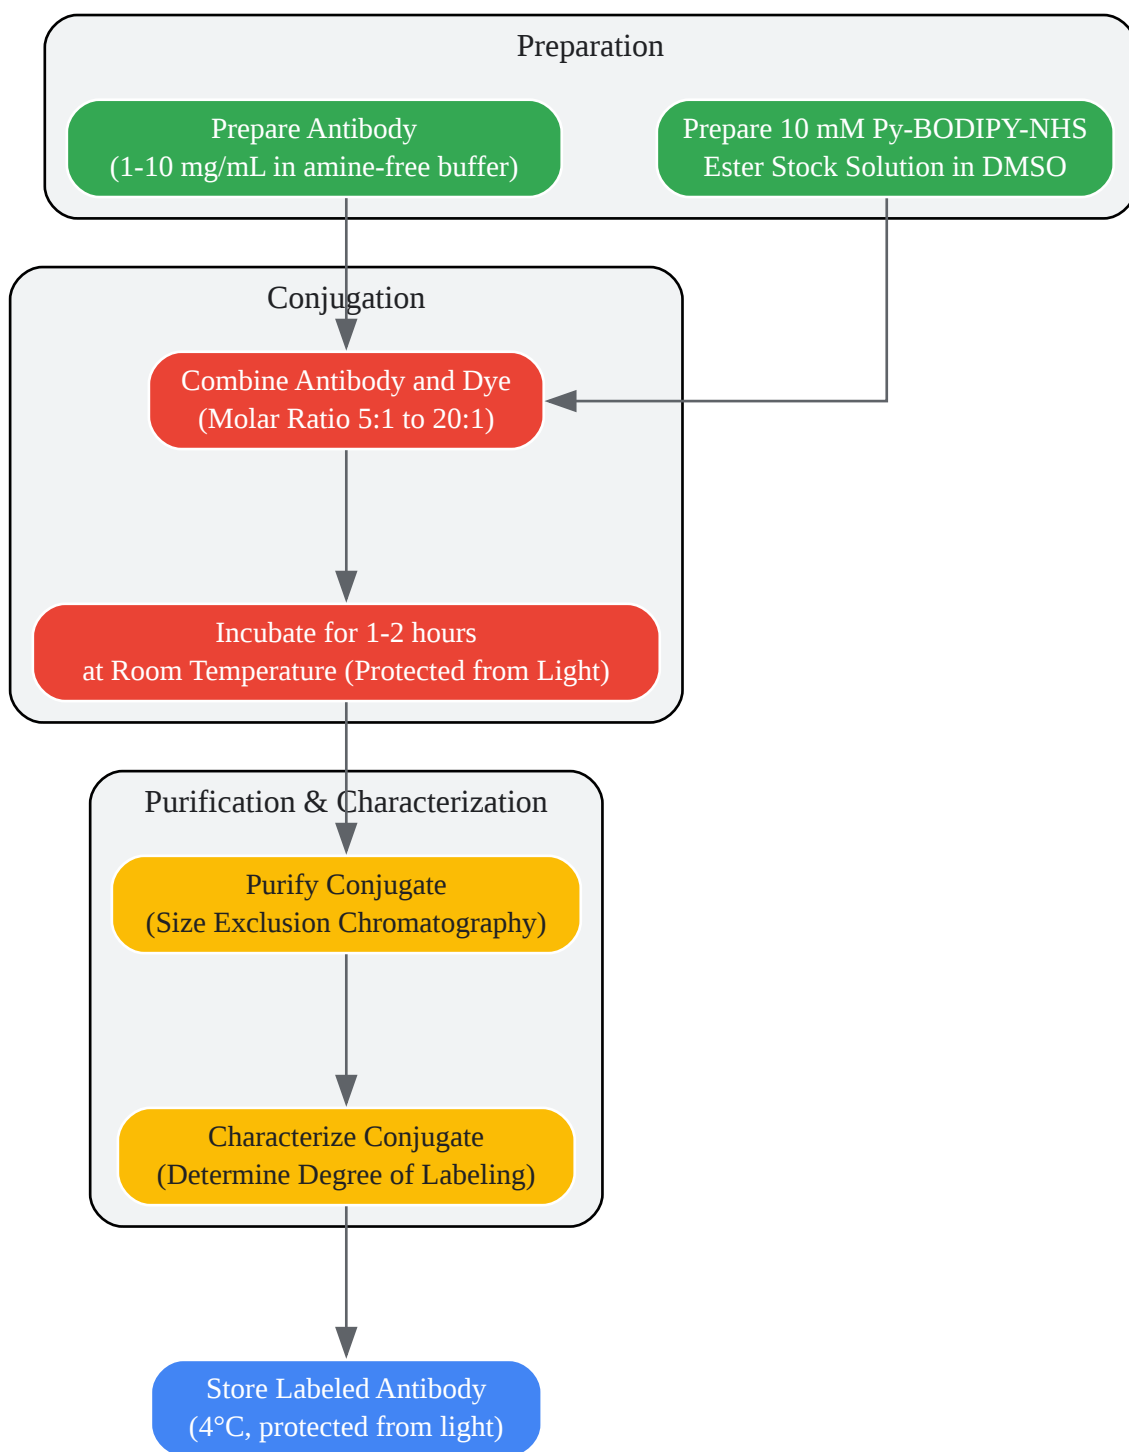 Preparation
Prepare Antibody
(1-10 mg/mL in amine-free buffer)
Prepare 10 mM Py-BODIPY-NHS
Ester Stock Solution in DMSO
Conjugation
Combine Antibody and Dye
(Molar Ratio 5:1 to 20:1)
Incubate for 1-2 hours
at Room Temperature (Protected from Light)
Purification & Characterization
Purify Conjugate
(Size Exclusion Chromatography)
Characterize Conjugate
(Determine Degree of Labeling)
Store Labeled Antibody
(4°C, protected from light)